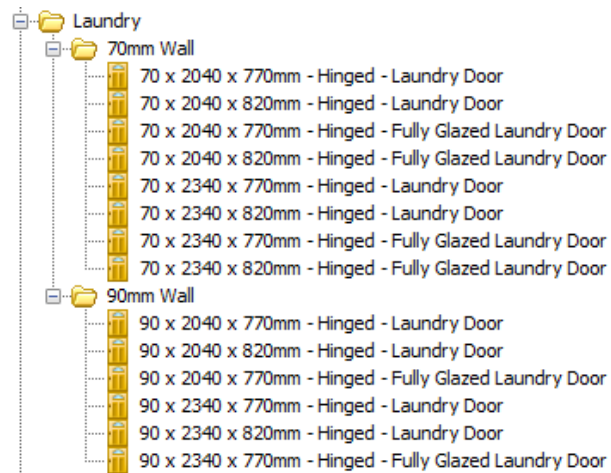 Laundry
70mm Wall
70 x 2040 x 770mm - Hinged - Laundry Door
70 x 2040 x 820mm - Hinged - Laundry Door
70 x 2040 x 770mm - Hinged - Fully Glazed Laundry Door
70 x 2040 x 820mm - Hinged - Fully Glazed Laundry Door
70 x 2340 x 770mm - Hinged - Laundry Door
70 x 2340 x 820mm - Hinged - Laundry Door
70 x 2340 x 770mm - Hinged - Fully Glazed Laundry Door
70 x 2340 x 820mm - Hinged - Fully Glazed Laundry Door
90mm Wall
90 x 2040 x 770mm - Hinged - Laundry Door
90 x 2040 x 820mm - Hinged - Laundry Door
90 x 2040 x 770mm - Hinged - Fully Glazed Laundry Door
90 x 2340 x 770mm - Hinged - Laundry Door
90 x 2340 x 820mm - Hinged - Laundry Door
90 x 2340 x 770mm - Hinged - Fully Glazed Laundry Door